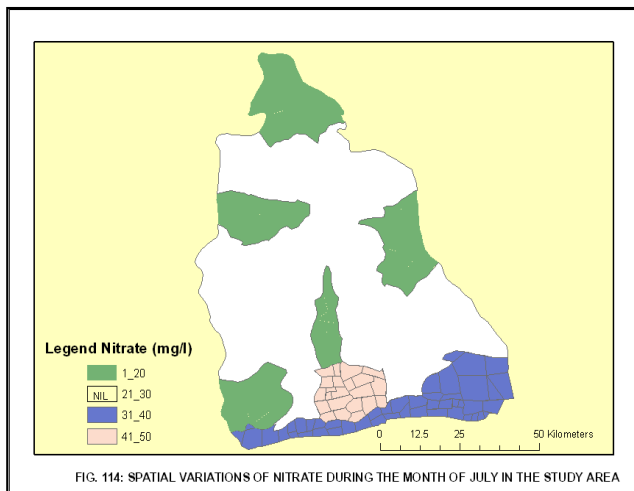 Legend Nitrate (mg/l)
1_20
NIL 21_30
31_40
41_50
0 12.5 25 50 Kilometers
FIG. 114: SPATIAL VARIATIONS OF NITRATE DURING THE MONTH OF JULY IN THE STUDY AREA